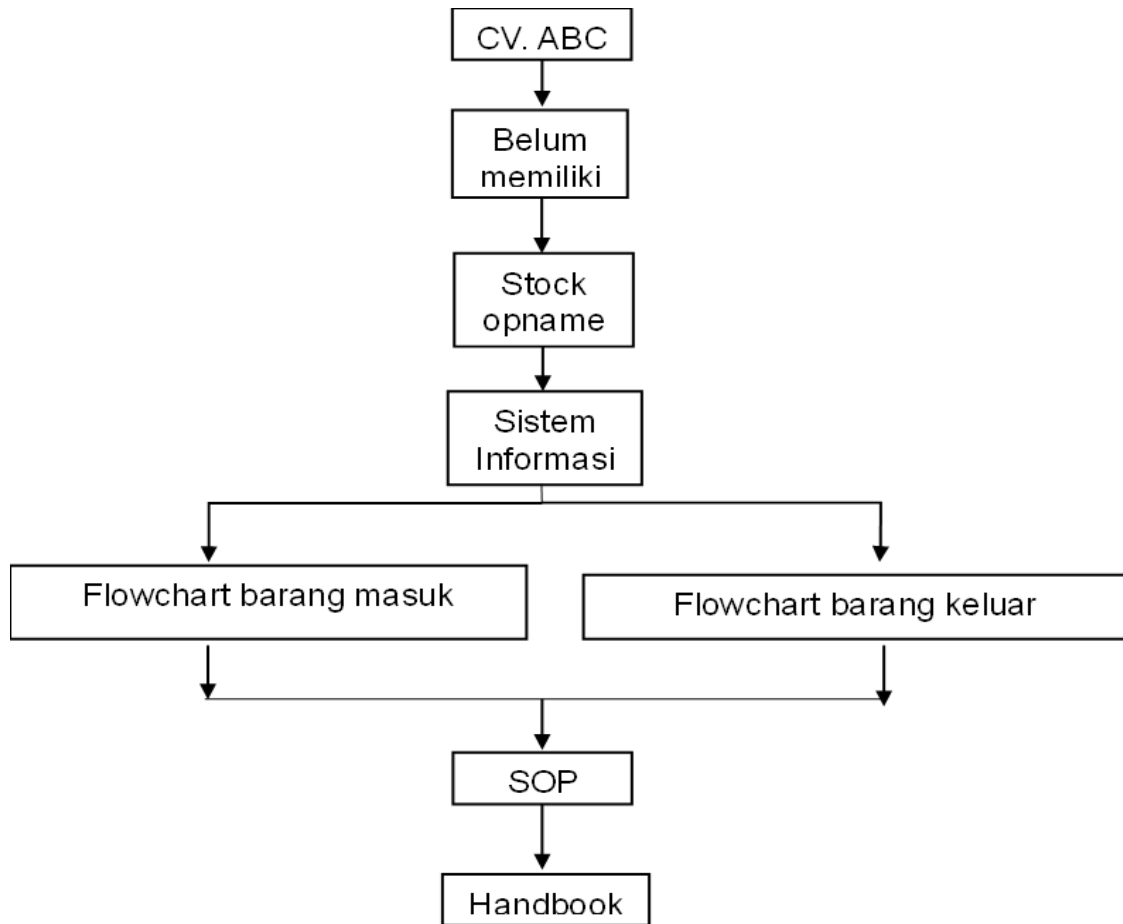 CV. ABC
Belum
memiliki
Stock
opname
Sistem
Informasi
Flowchart barang masuk
Flowchart barang keluar
SOP
Handbook